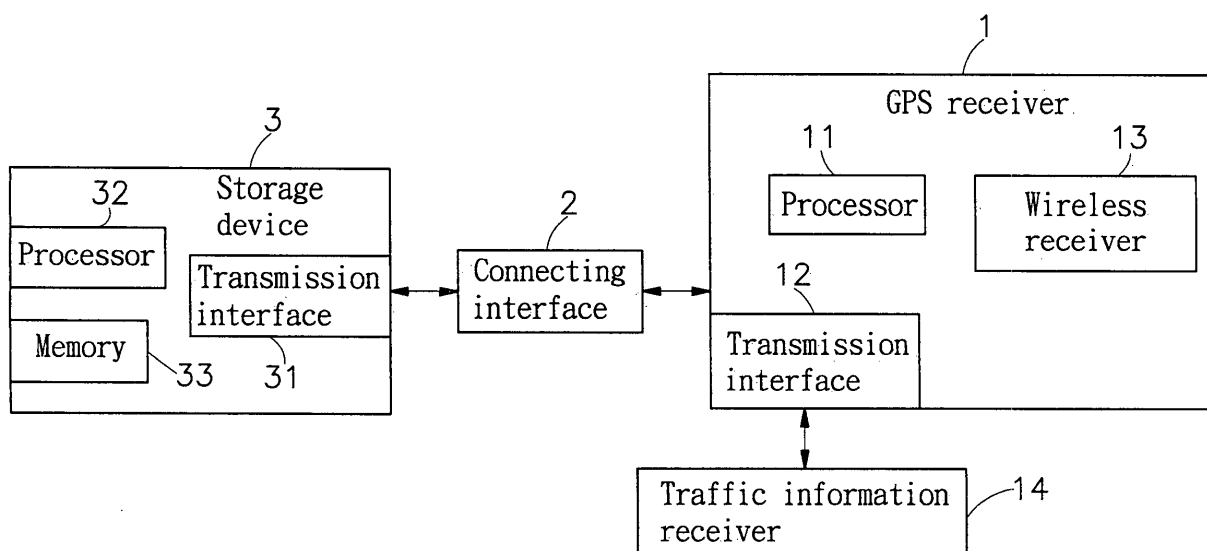 1
GPS receiver
11
Processor
13
Wireless
receiver
12
Transmission
interface
3
Storage
device
32
Processor
Transmission
interface
31
Memory
33
2
Connecting
interface
Traffic information
receiver
14